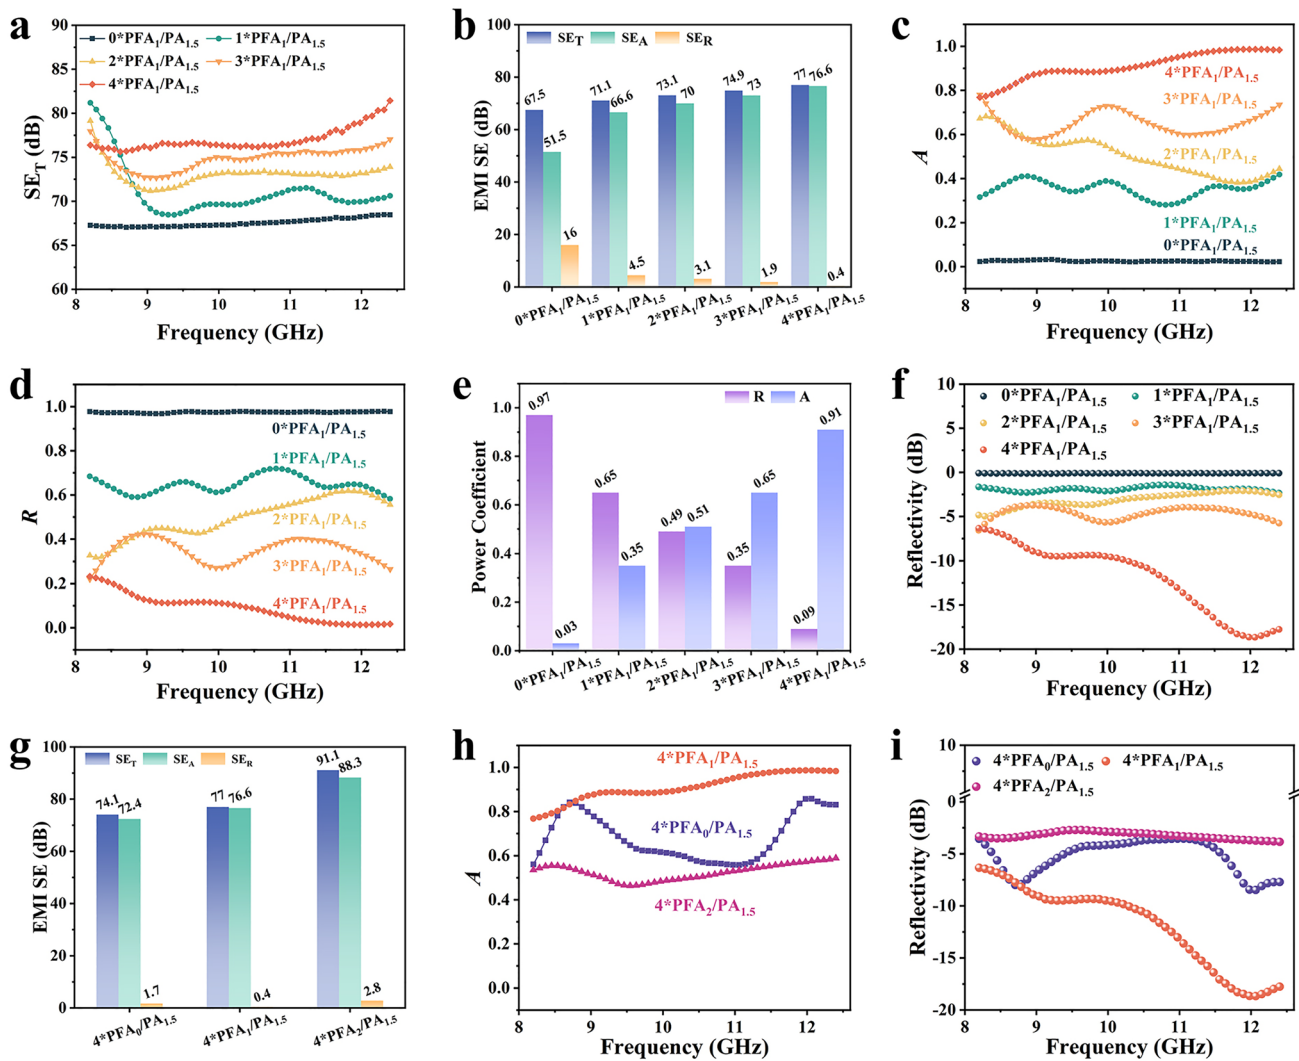 a
90
85
80
75
70
65
60
SE_T (dB)
0*PFA₁/PA₁.₅
1*PFA₁/PA₁.₅
2*PFA₁/PA₁.₅
3*PFA₁/PA₁.₅
4*PFA₁/PA₁.₅
8
9
10
11
12
Frequency (GHz)
b
100
80
60
40
20
0
EMI SE (dB)
SE_T SE_A SE_R
67.5 51.5 16
71.1 66.6 4.5
73.1 70 3.1
74.9 73 1.9
77 76.6 0.4
0*PFA₁/PA₁.₅
1*PFA₁/PA₁.₅
2*PFA₁/PA₁.₅
3*PFA₁/PA₁.₅
4*PFA₁/PA₁.₅
c
1.0
0.8
0.6
0.4
0.2
0.0
A
4*PFA₁/PA₁.₅
3*PFA₁/PA₁.₅
2*PFA₁/PA₁.₅
1*PFA₁/PA₁.₅
0*PFA₁/PA₁.₅
8
9
10
11
12
Frequency (GHz)
d
1.0
0.8
0.6
0.4
0.2
0.0
R
0*PFA₁/PA₁.₅
1*PFA₁/PA₁.₅
2*PFA₁/PA₁.₅
3*PFA₁/PA₁.₅
4*PFA₁/PA₁.₅
8
9
10
11
12
Frequency (GHz)
e
1.0
0.8
0.6
0.4
0.2
0.0
Power Coefficient
R A
0.97 0.03
0.65 0.35
0.49 0.51
0.35 0.65
0.09 0.91
0*PFA₁/PA₁.₅
1*PFA₁/PA₁.₅
2*PFA₁/PA₁.₅
3*PFA₁/PA₁.₅
4*PFA₁/PA₁.₅
f
10
5
0
-5
-10
-15
-20
Reflectivity (dB)
0*PFA₁/PA₁.₅
1*PFA₁/PA₁.₅
2*PFA₁/PA₁.₅
3*PFA₁/PA₁.₅
4*PFA₁/PA₁.₅
8
9
10
11
12
Frequency (GHz)
g
100
80
60
40
20
0
EMI SE (dB)
SE_T SE_A SE_R
74.1 72.4 1.7
77 76.6 0.4
91.1 88.3 2.8
4*PFA₀/PA₁.₅
4*PFA₁/PA₁.₅
4*PFA₂/PA₁.₅
h
1.0
0.8
0.6
0.4
0.2
0.0
A
4*PFA₁/PA₁.₅
4*PFA₀/PA₁.₅
4*PFA₂/PA₁.₅
8
9
10
11
12
Frequency (GHz)
i
10
0
-5
-10
-15
-20
Reflectivity (dB)
4*PFA₀/PA₁.₅
4*PFA₁/PA₁.₅
4*PFA₂/PA₁.₅
8
9
10
11
12
Frequency (GHz)